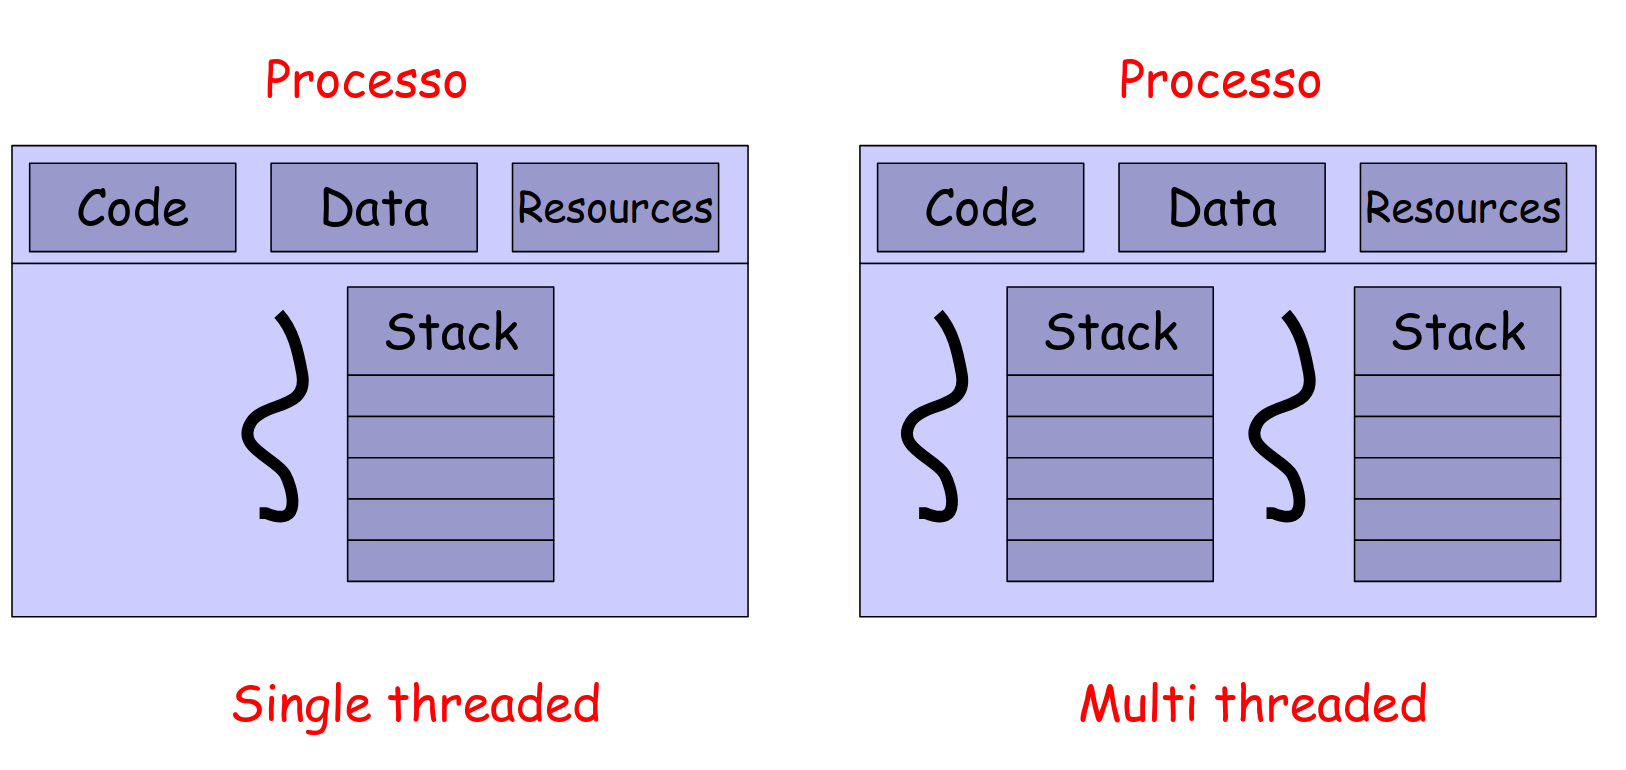 Processo
Code Data Resources
Stack
Single threaded
Processo
Code Data Resources
Stack Stack
Multi threaded